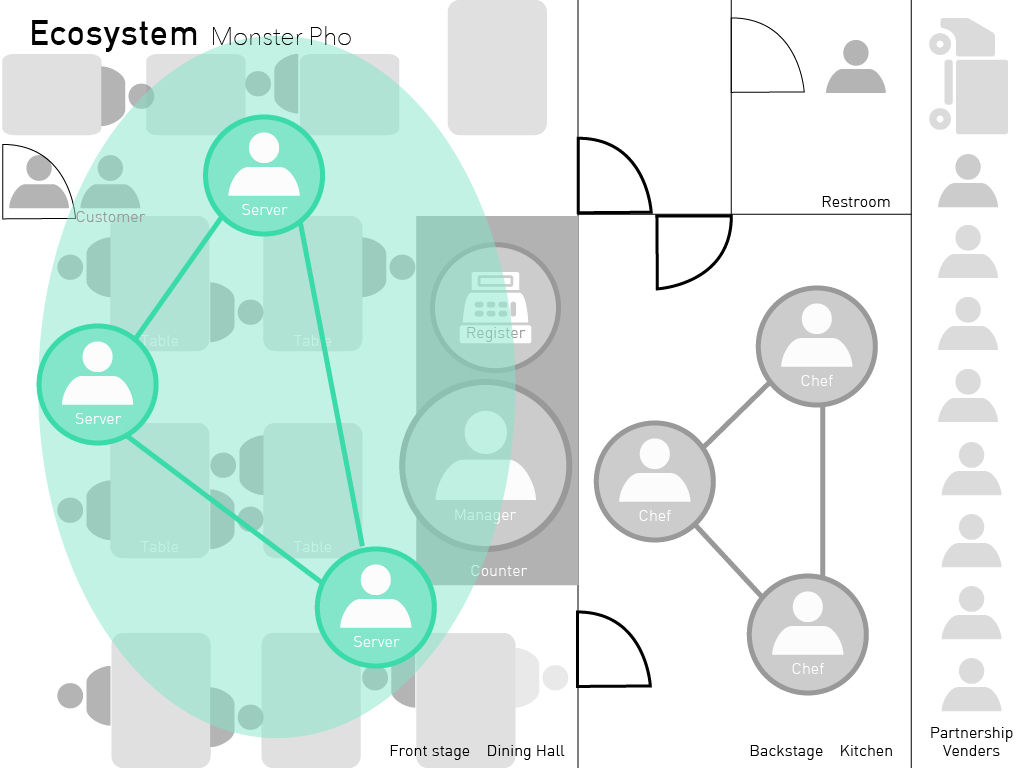 Ecosystem Monster Pho
Restroom
Server
Customer
Register
Table
Table
Chef
Server
Manager
Chef
Table
Table
Counter
Server
Chef
Front stage Dining Hall
Backstage Kitchen
Partnership
Venders